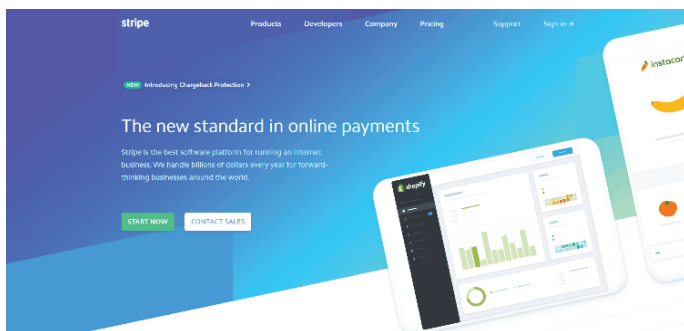 stripe
Products Developers Company Pricing Support Sign in →
NEW Introducing Chargeback Protection >
The new standard in online payments
Stripe is the best software platform for running an internet
business. We handle billions of dollars every year for forward-
thinking businesses around the world.
START NOW CONTACT SALES
instacar
shopify